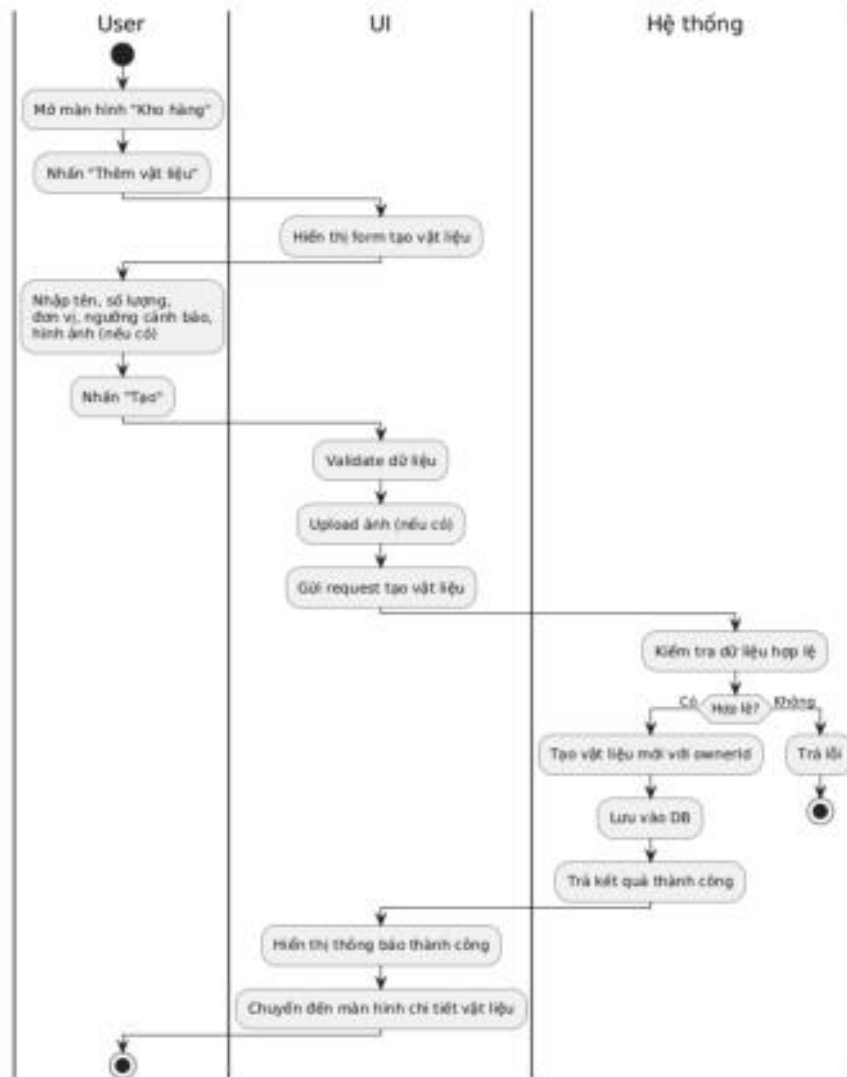 User
UI
Hệ thống
Mở màn hình "Kho hàng"
Nhấn "Thêm vật liệu"
Hiển thị form tạo vật liệu
Nhập tên, số lượng,
đơn vị, ngưỡng cảnh báo,
hình ảnh (nếu có)
Nhấn "Tạo"
Validate dữ liệu
Upload ảnh (nếu có)
Gửi request tạo vật liệu
Kiểm tra dữ liệu hợp lệ
Có
Hợp lệ?
Không
Tạo vật liệu mới với ownerId
Trả lỗi
Lưu vào DB
Trả kết quả thành công
Hiển thị thông báo thành công
Chuyển đến màn hình chi tiết vật liệu